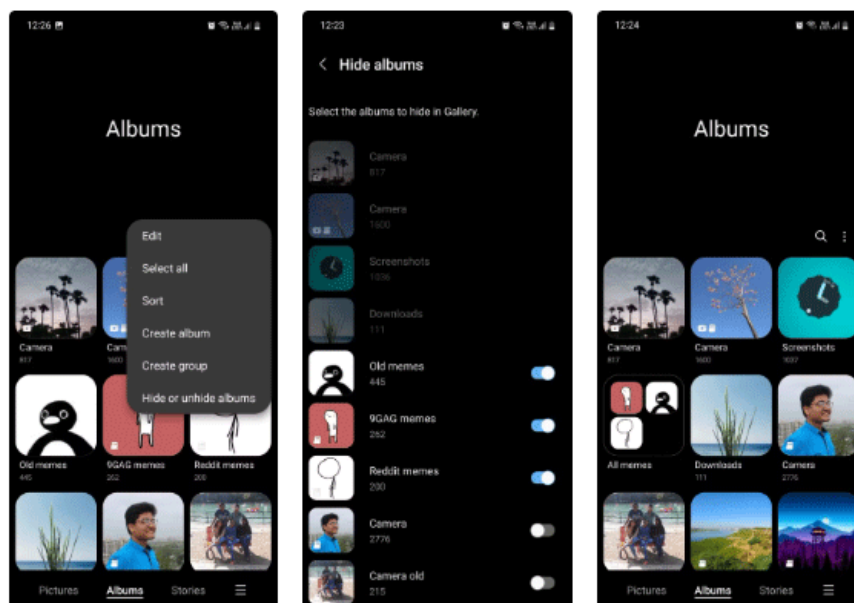 12:26
Albums
Edit
Select all
Sort
Create album
Create group
Hide or unhide albums
Camera
817
Cam
1600
Old memes
445
9GAG memes
262
Reddit memes
200
Pictures
Albums
Stories
12:23
Hide albums
Select the albums to hide in Gallery.
Camera
817
Camera
1600
Screenshots
1036
Downloads
111
Old memes
445
9GAG memes
262
Reddit memes
200
Camera
2776
Camera old
215
12:24
Albums
Camera
817
Camera
1600
Screenshots
1037
All memes
Downloads
111
Camera
2776
Pictures
Albums
Stories